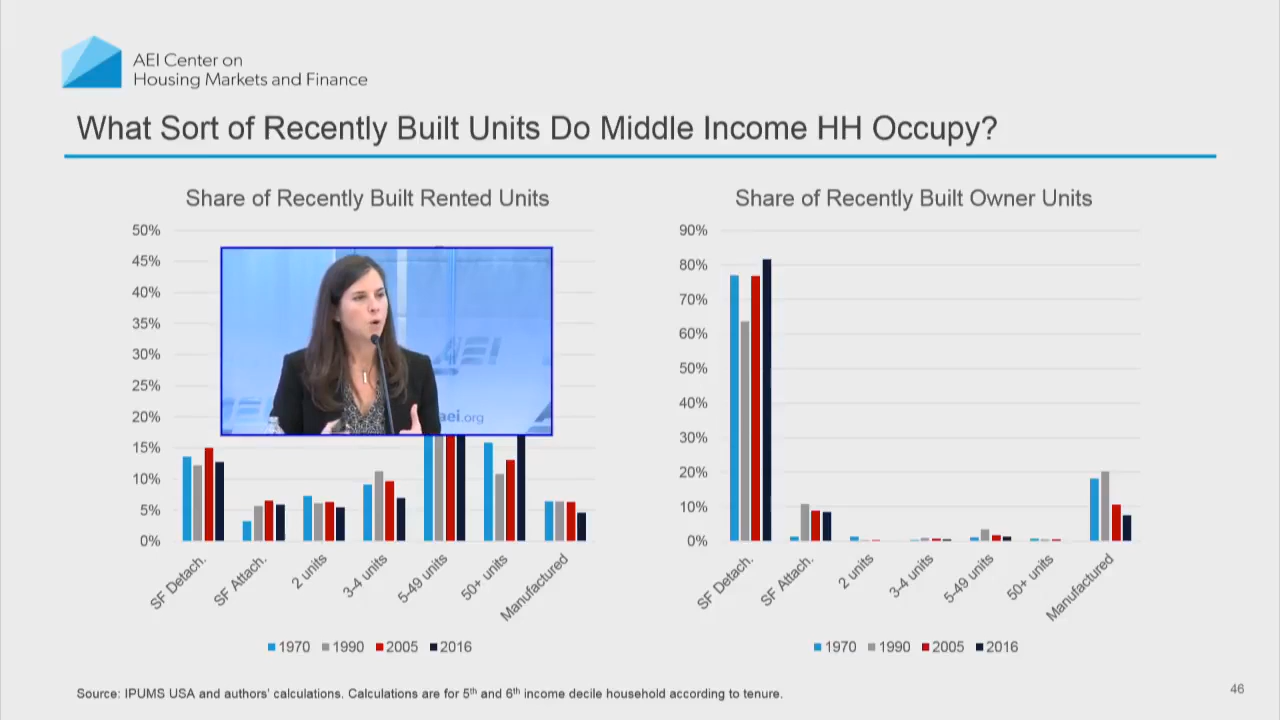 AEI Center on
Housing Markets and Finance
What Sort of Recently Built Units Do Middle Income HH Occupy?
Share of Recently Built Rented Units
50%
45%
40%
35%
30%
25%
20%
15%
10%
5%
0%
SF Detach.
SF Attach.
2 units
3-4 units
5-49 units
50+ units
Manufactured
1970 1990 2005 2016
AEI
aei.org
Share of Recently Built Owner Units
90%
80%
70%
60%
50%
40%
30%
20%
10%
0%
SF Detach.
SF Attach.
2 units
3-4 units
5-49 units
50+ units
Manufactured
1970 1990 2005 2016
Source: IPUMS USA and authors' calculations. Calculations are for 5th and 6th income decile household according to tenure.
46